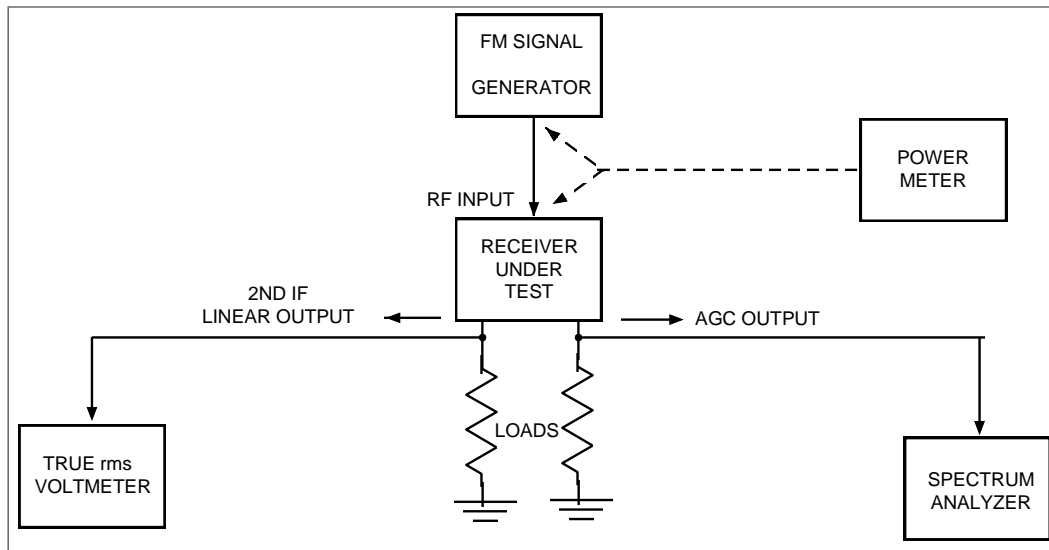 FM SIGNAL
GENERATOR
POWER
METER
RF INPUT
RECEIVER
UNDER
TEST
2ND IF
LINEAR OUTPUT
AGC OUTPUT
LOADS
TRUE rms
VOLTMETER
SPECTRUM
ANALYZER